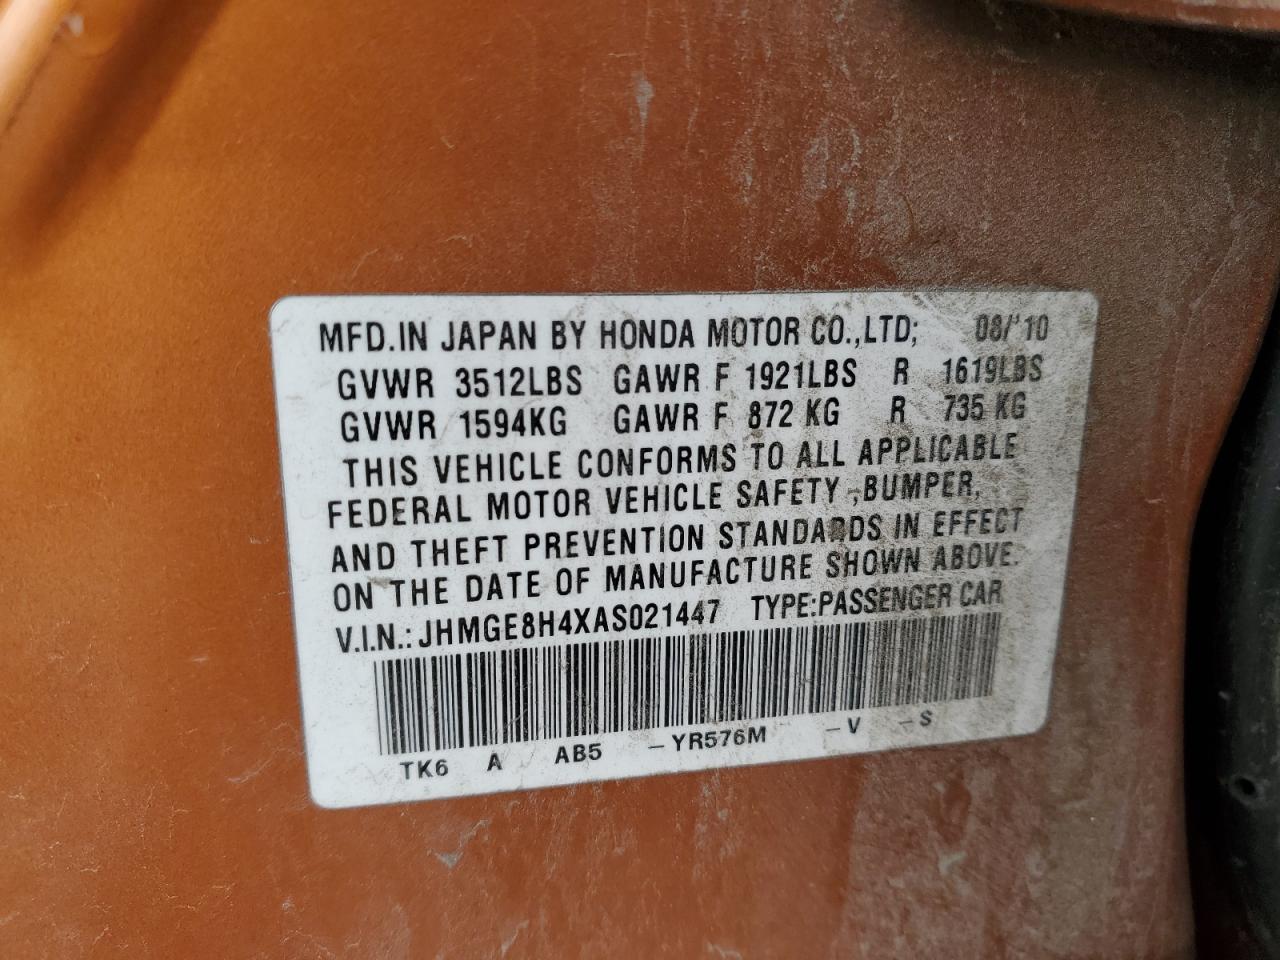 MFD.IN JAPAN BY HONDA MOTOR CO.,LTD; 08/'10
GVWR 3512LBS GAWR F 1921LBS R 1619LBS
GVWR 1594KG GAWR F 872 KG R 735 KG
THIS VEHICLE CONFORMS TO ALL APPLICABLE
FEDERAL MOTOR VEHICLE SAFETY ,BUMPER,
AND THEFT PREVENTION STANDARDS IN EFFECT
ON THE DATE OF MANUFACTURE SHOWN ABOVE.
V.I.N.: JHMGE8H4XAS021447 TYPE:PASSENGER CAR
TK6 A AB5 –YR576M –V –S